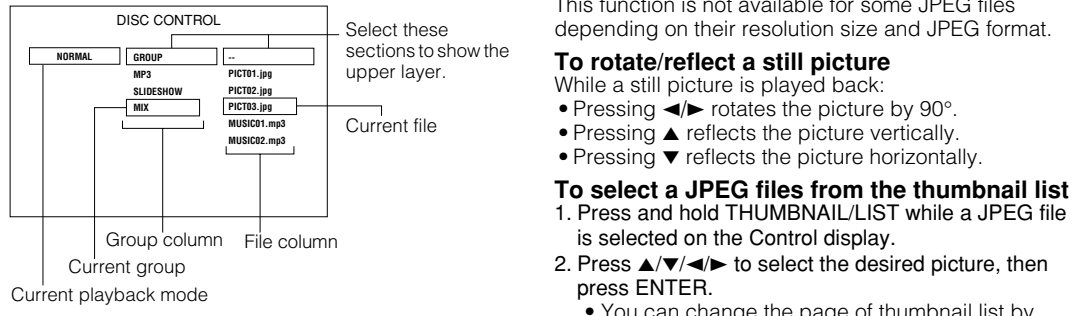 DISC CONTROL
NORMAL
GROUP
MP3
SLIDESHOW
MIX
--
PICT01.jpg
PICT02.jpg
PICT03.jpg
MUSIC01.mp3
MUSIC02.mp3
Select these
sections to show the
upper layer.
Current file
Group column
File column
Current group
Current playback mode
This function is not available for some JPEG files
depending on their resolution size and JPEG format.
To rotate/reflect a still picture
While a still picture is played back:
• Pressing ◄/► rotates the picture by 90°.
• Pressing ▲ reflects the picture vertically.
• Pressing ▼ reflects the picture horizontally.
To select a JPEG files from the thumbnail list
1. Press and hold THUMBNAIL/LIST while a JPEG file
is selected on the Control display.
2. Press ▲/▼/◄/► to select the desired picture, then
press ENTER.
• You can change the page of thumbnail list by